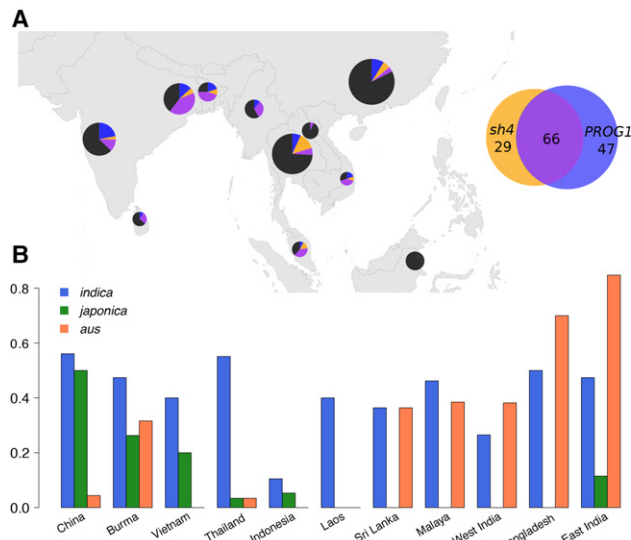 A
sh4
29
66
PROG1
47
B
indica
japonica
aus
0.8
0.6
0.4
0.2
0.0
China
Burma
Vietnam
Thailand
Indonesia
Laos
Sri Lanka
Malaya
West India
East India